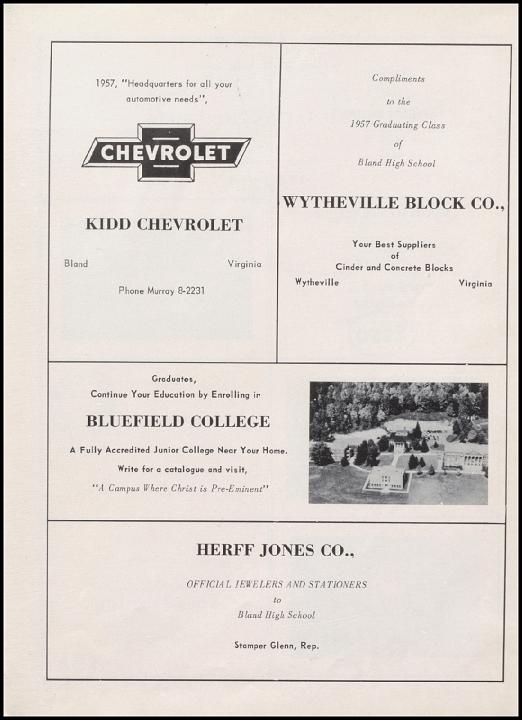 1957, "Headquarters for all your
automotive needs",
CHEVROLET
KIDD CHEVROLET
Bland Virginia
Phone Murray 8-2231
Compliments
to the
1957 Graduating Class
of
Bland High School
WYTHEVILLE BLOCK CO.,
Your Best Suppliers
of
Cinder and Concrete Blocks
Wytheville Virginia
Graduates,
Continue Your Education by Enrolling in
BLUEFIELD COLLEGE
A Fully Accredited Junior College Near Your Home.
Write for a catalogue and visit,
"A Campus Where Christ is Pre-Eminent"
HERFF JONES CO.,
OFFICIAL JEWELERS AND STATIONERS
to
Bland High School
Stamper Glenn, Rep.